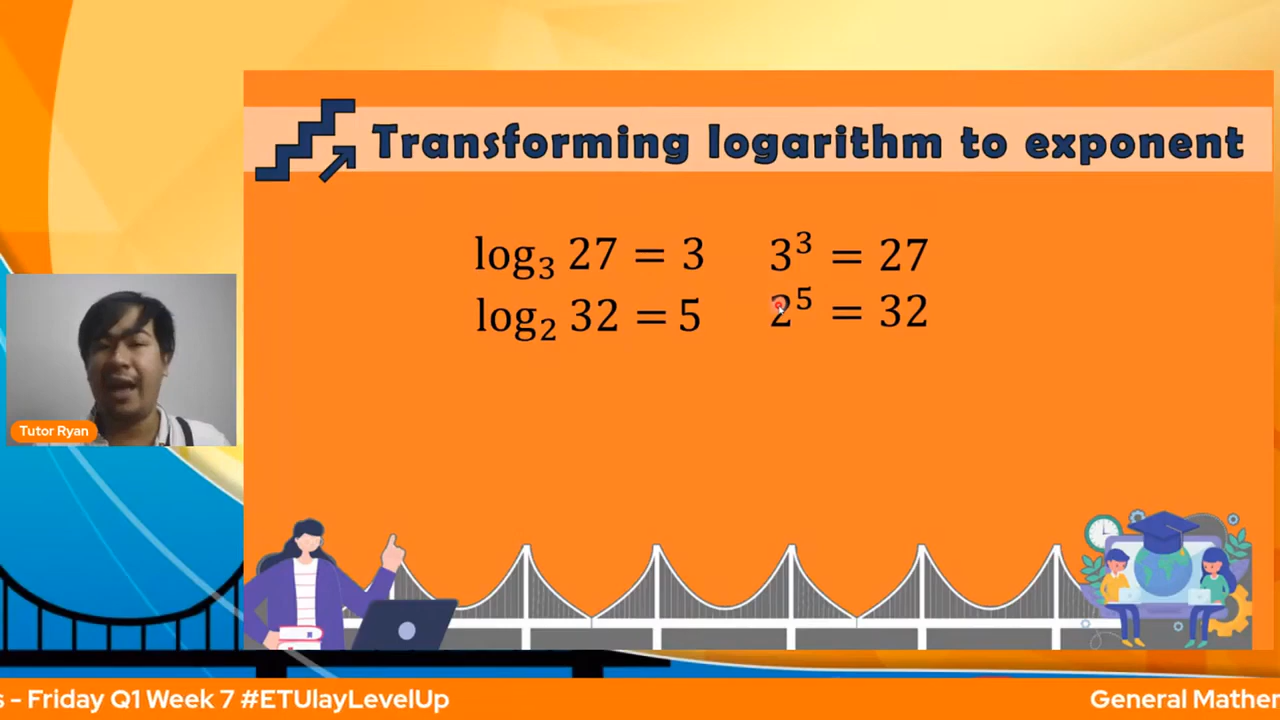 Transforming logarithm to exponent
log₃ 27 = 3 3³ = 27
log₂ 32 = 5 2⁵ = 32
Tutor Ryan
- Friday Q1 Week 7 #ETUlayLevelUp
General